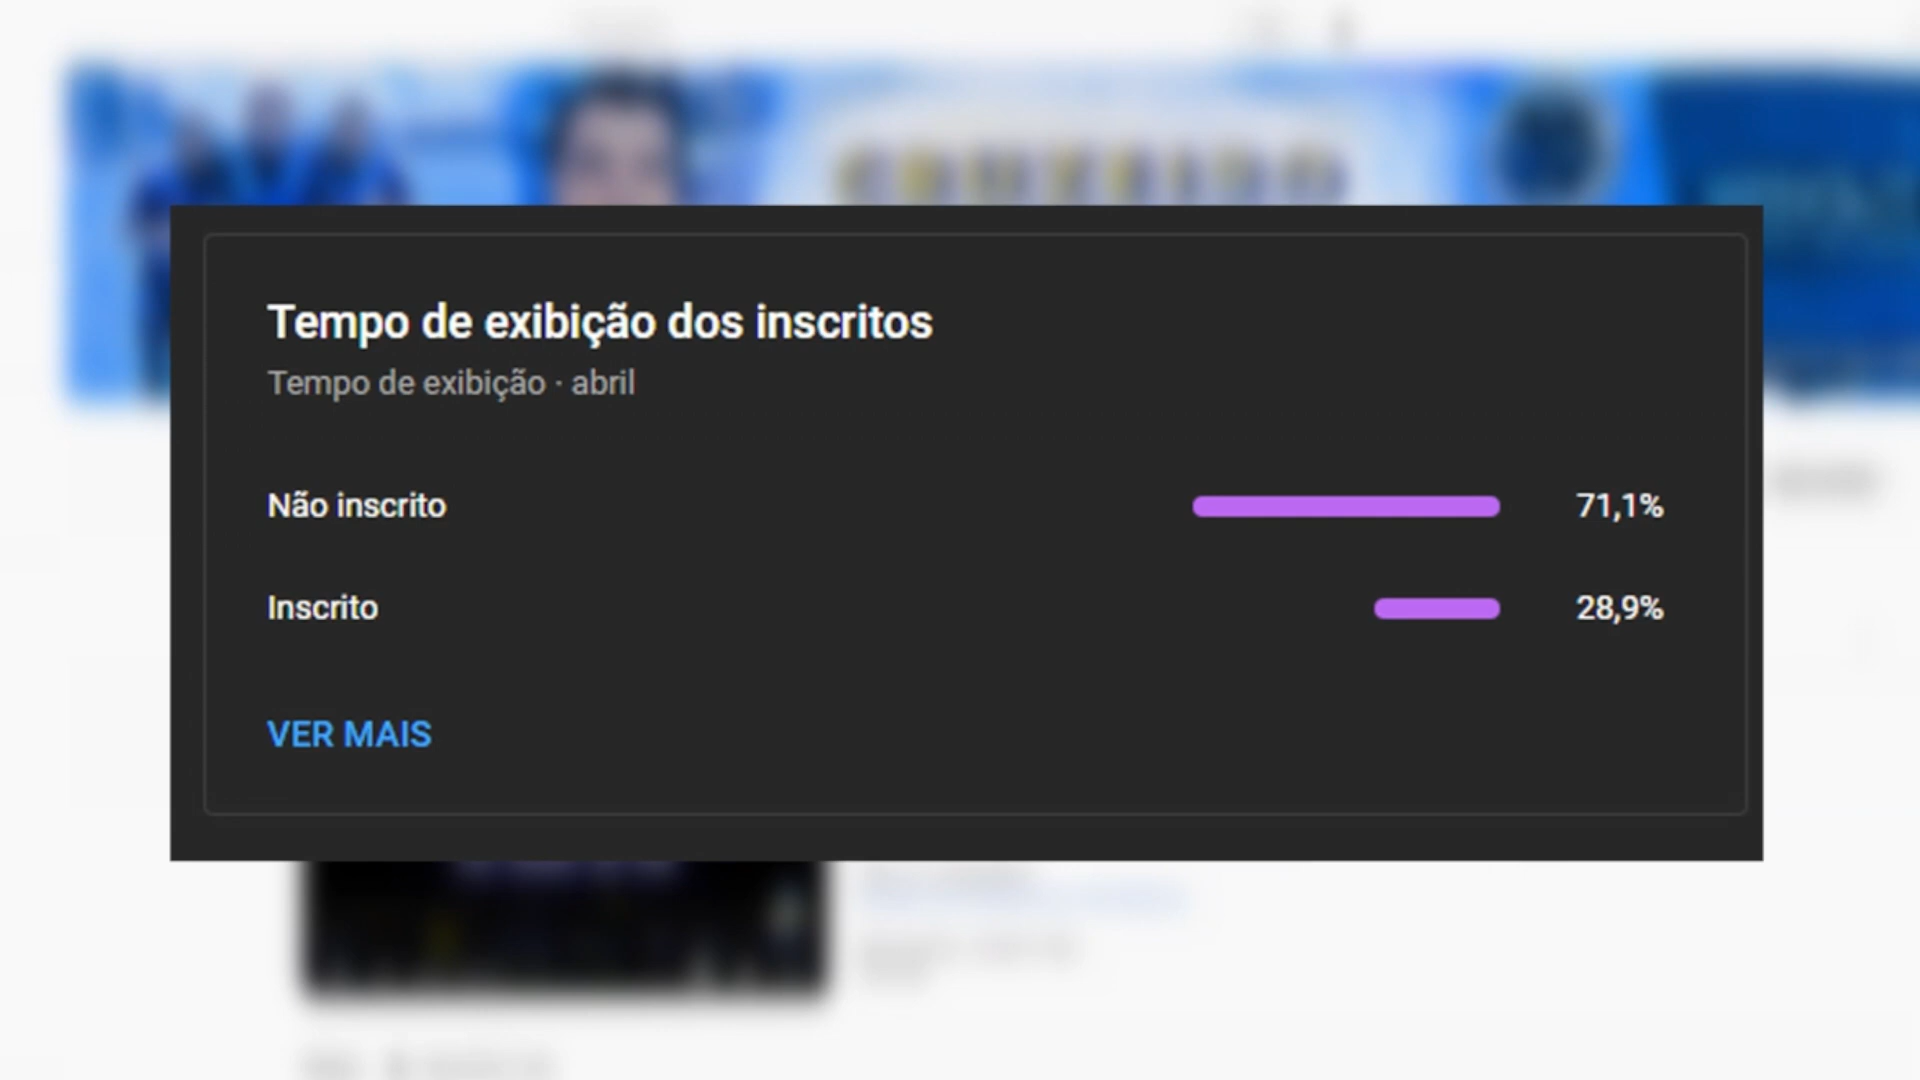 Tempo de exibição dos inscritos
Tempo de exibição · abril
Não inscrito 71,1%
Inscrito 28,9%
VER MAIS